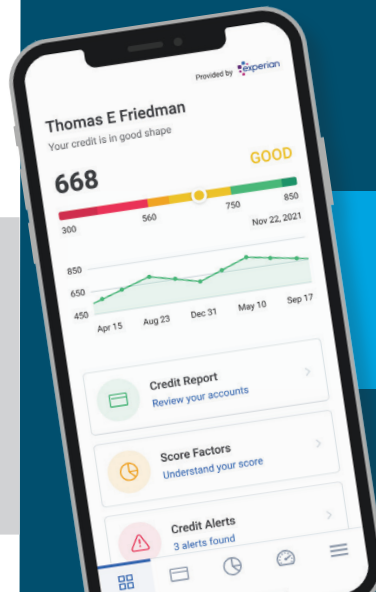 Provided by experian
Thomas E Friedman
Your credit is in good shape
668
GOOD
300 560 750 850
Nov 22, 2021
850
650
450
Apr 15 Aug 23 Dec 31 May 10 Sep 17
Credit Report
Review your accounts
Score Factors
Understand your score
Credit Alerts
3 alerts found